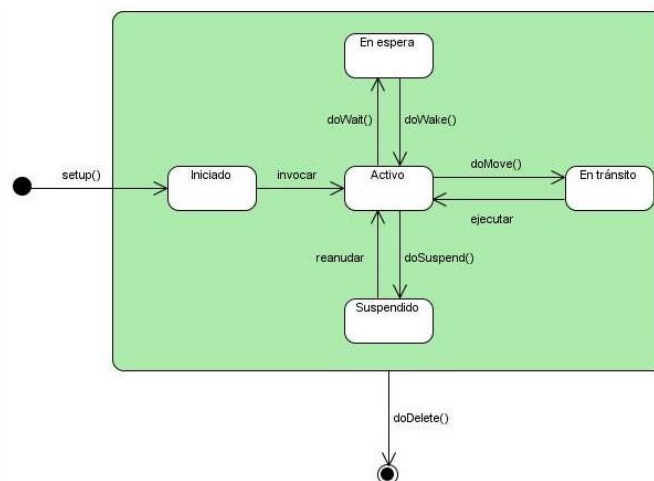 En espera
doWait()
doWake()
setup()
Iniciado
invocar
Activo
doMove()
En tránsito
ejecutar
reanudar
doSuspend()
Suspendido
doDelete()